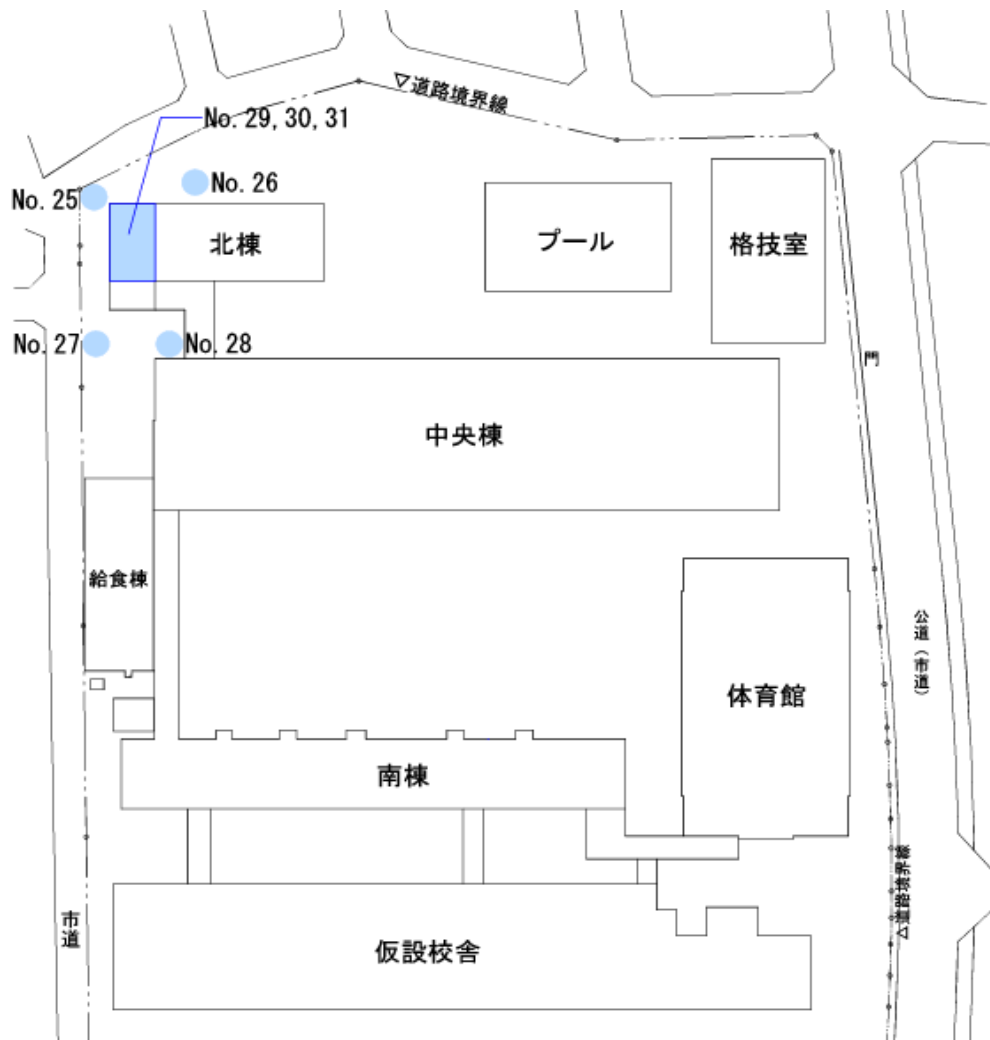 ▽道路境界線
No. 29, 30, 31
No. 25
No. 26
北棟
プール
格技室
No. 27
No. 28
門
中央棟
給食棟
公道（市道）
体育館
南棟
△道路境界線
市道
仮設校舎